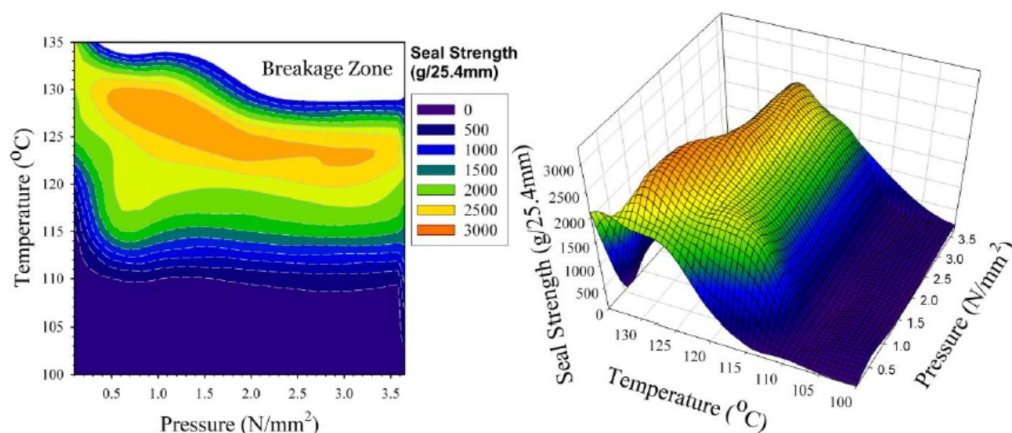 135
130
125
120
115
110
105
100
Temperature (°C)
Breakage Zone
0.5 1.0 1.5 2.0 2.5 3.0 3.5
Pressure (N/mm²)
Seal Strength
(g/25.4mm)
0
500
1000
1500
2000
2500
3000
Seal Strength (g/25.4mm)
3000
2500
2000
1500
1000
500
0
130 125 120 115 110 105 100
Temperature (°C)
3.5
3.0
2.5
2.0
1.5
1.0
0.5
Pressure (N/mm²)